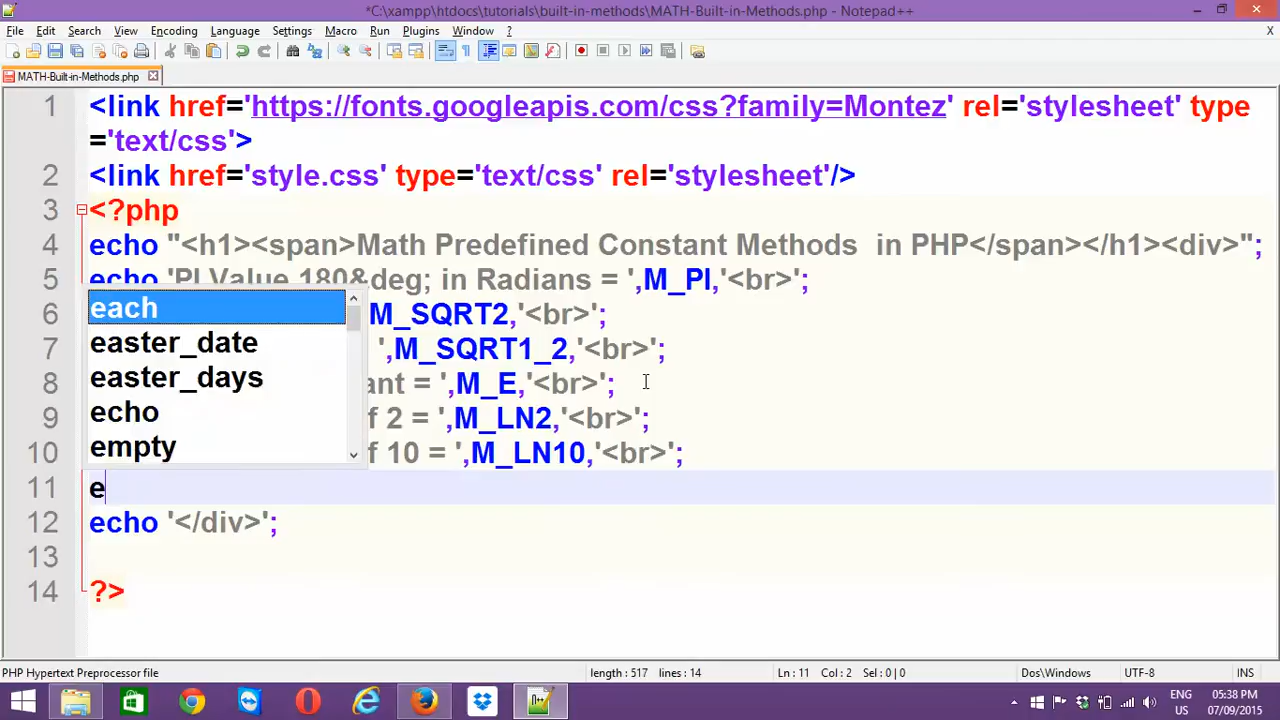 *C:\xampp\htdocs\tutorials\built-in-methods\MATH-Built-in-Methods.php - Notepad++
File Edit Search View Encoding Language Settings Macro Run Plugins Window ? X
MATH-Built-in-Methods.php
1 <link href='https://fonts.googleapis.com/css?family=Montez' rel='stylesheet' type
='text/css'>
2 <link href='style.css' type='text/css' rel='stylesheet'/>
3 <?php
4 echo "<h1><span>Math Predefined Constant Methods  in PHP</span></h1><div>";
5 echo 'PI Value 180&deg; in Radians = ',M_PI,'<br>';
6 M_SQRT2,'<br>';
7 ',M_SQRT1_2,'<br>';
8 ant = ',M_E,'<br>';
9 f 2 = ',M_LN2,'<br>';
10 f 10 = ',M_LN10,'<br>';
each
easter_date
easter_days
echo
empty
11 e
12 echo '</div>';
13
14 ?>
PHP Hypertext Preprocessor file length : 517 lines : 14 Ln : 11 Col : 2 Sel : 0 | 0 Dos\Windows UTF-8 INS
ENG 05:38 PM
US 07/09/2015